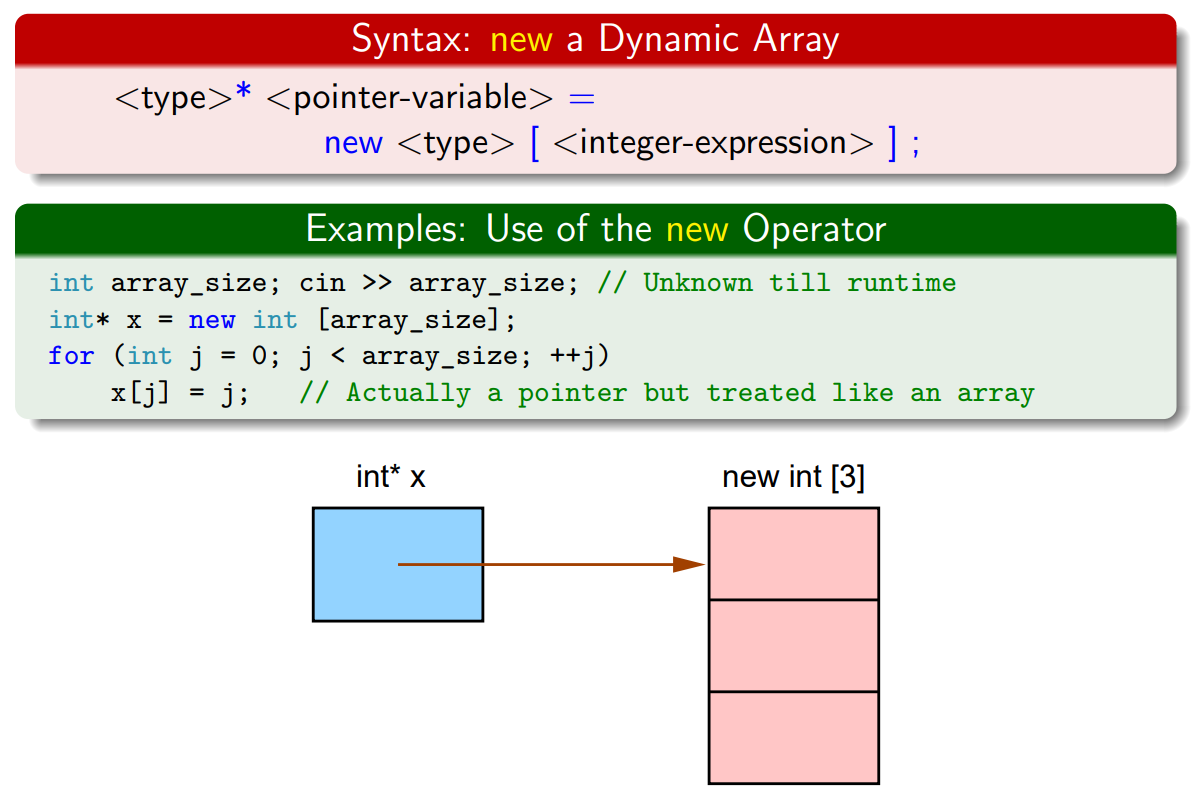 Syntax: new a Dynamic Array
<type>* <pointer-variable> =
new <type> [ <integer-expression> ] ;
Examples: Use of the new Operator
int array_size; cin >> array_size; // Unknown till runtime
int* x = new int [array_size];
for (int j = 0; j < array_size; ++j)
x[j] = j; // Actually a pointer but treated like an array
int* x
new int [3]